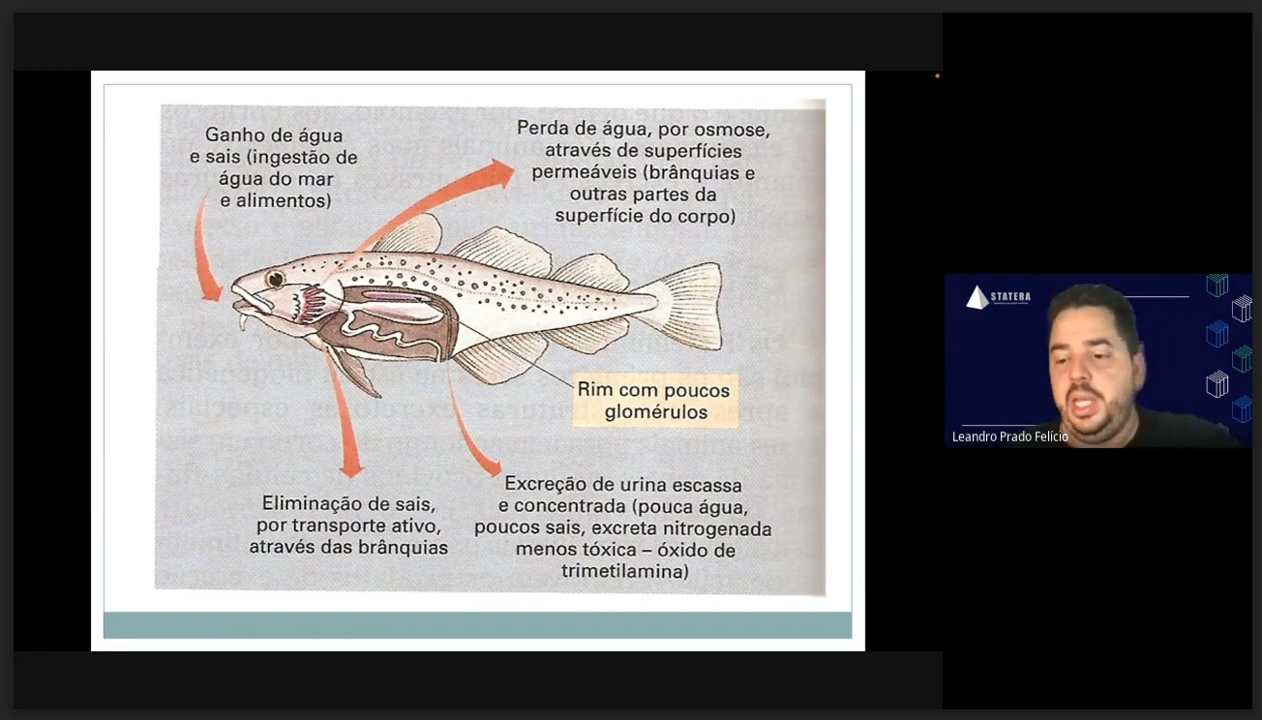 Ganho de água
e sais (ingestão de
água do mar
e alimentos)
Perda de água, por osmose,
através de superfícies
permeáveis (brânquias e
outras partes da
superfície do corpo)
Rim com poucos
glomérulos
Eliminação de sais,
por transporte ativo,
através das brânquias
Excreção de urina escassa
e concentrada (pouca água,
poucos sais, excreta nitrogenada
menos tóxica – óxido de
trimetilamina)
STATERA
Leandro Prado Felício